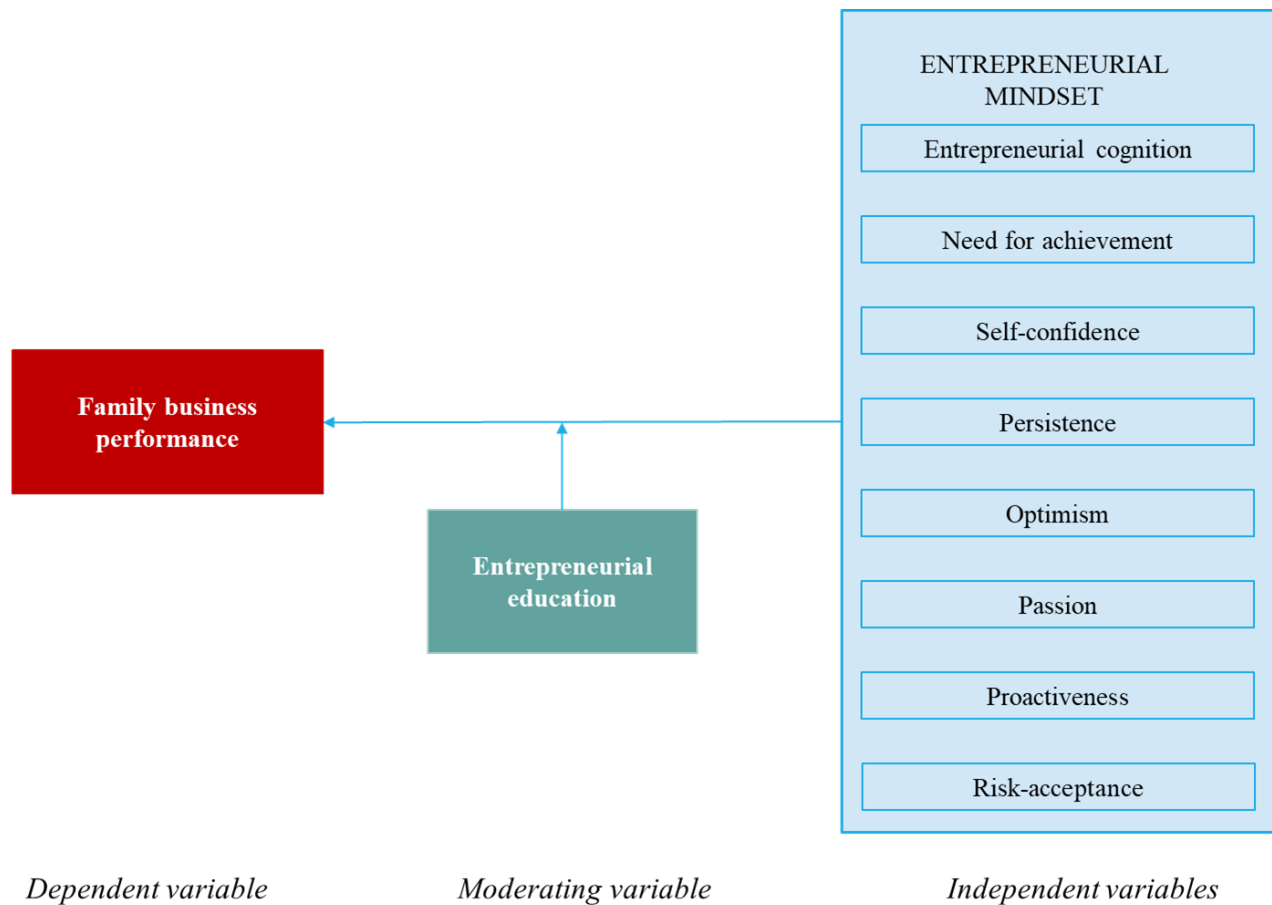 ENTREPRENEURIAL
MINDSET
Entrepreneurial cognition
Need for achievement
Self-confidence
Persistence
Optimism
Passion
Proactiveness
Risk-acceptance
Family business
performance
Entrepreneurial
education
Dependent variable
Moderating variable
Independent variables